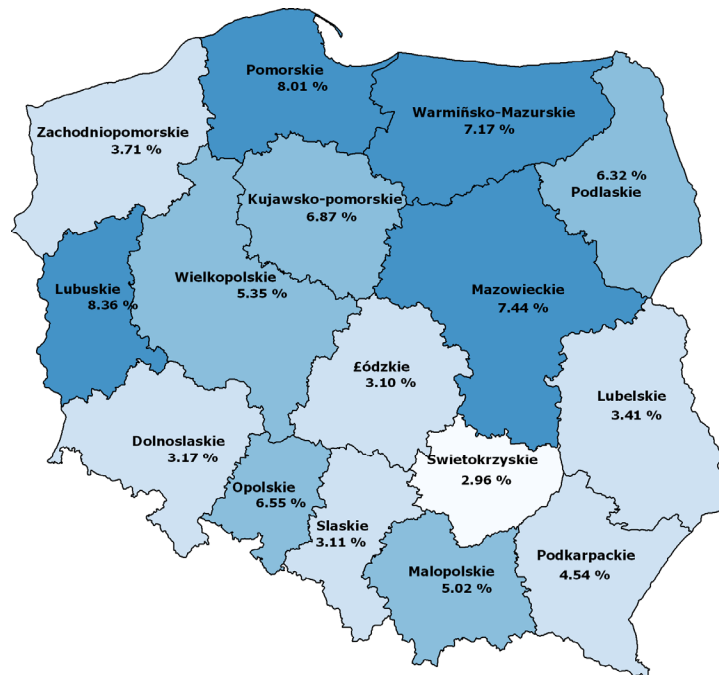 Pomorskie
8.01 %
Warmiñsko-Mazurskie
7.17 %
Zachodniopomorskie
3.71 %
6.32 %
Podlaskie
Kujawsko-pomorskie
6.87 %
Wielkopolskie
5.35 %
Lubuskie
8.36 %
Mazowieckie
7.44 %
£ódzkie
3.10 %
Lubelskie
3.41 %
Dolnoslaskie
3.17 %
Swietokrzyskie
2.96 %
Opolskie
6.55 %
Slaskie
3.11 %
Malopolskie
5.02 %
Podkarpackie
4.54 %